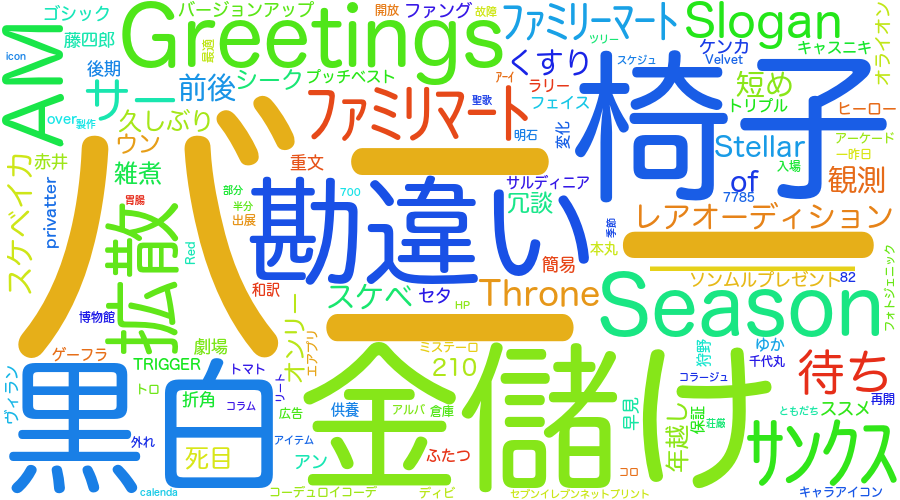 バージョンアップ 開放 ファング 故障
ゴシック Greetings ファミリーマート Slogan オライオン
藤四郎 最適 ツリー
icon AM 後期 前後 シーク プッチベスト くすり スケジュ ケンカ キャスニキ
Velvet
サー ラリー 短め
over 製作 久しぶり ファミリマート アーイ 聖歌 フェイス トリプル ヒーロー
ウン 明石 変化 椅子 アーケード
スケベイカ 赤井 バ 重文 Stellar 一昨日
雑煮 入場
privatter 胃腸 部分 700 サルディニア of 観測
拡散 半分 勘違い 冗談 7785
出展 季節 レアオーディション
Red 本丸
和訳 簡易 フォトジェニック
スケベ セタ Throne ソンムルプレゼント 82
博物館 オンリー HP Season
ゲーフラ 劇場 エアプリ ミステーロ 狩野 ゆか
TRIGGER 210 千代丸
ヴィラン トマト リート コラージュ 待ち
トロ 金儲け 再開
黒白 折角 コラム 広告 供養 アルバ 倉庫 早見 年越し 保証 ともだち ススメ
荘厳
外れ アイテム ふたつ サンクス
死目 アン コロ
calenda コーデュロイコーデ ディビ セブンイレブンネットプリント キャラアイコン